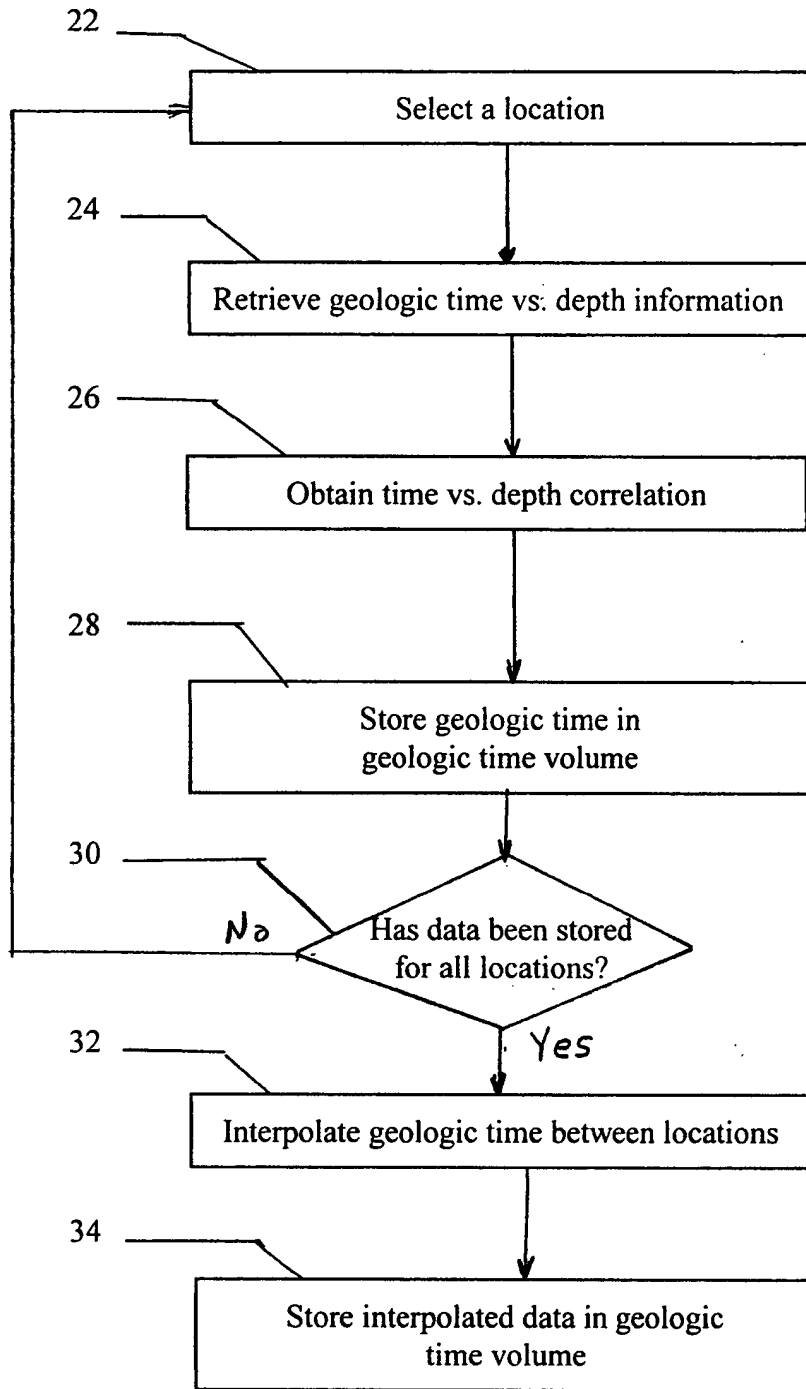 22
Select a location
24
Retrieve geologic time vs. depth information
26
Obtain time vs. depth correlation
28
Store geologic time in
geologic time volume
30
No
Has data been stored
for all locations?
Yes
32
Interpolate geologic time between locations
34
Store interpolated data in geologic
time volume